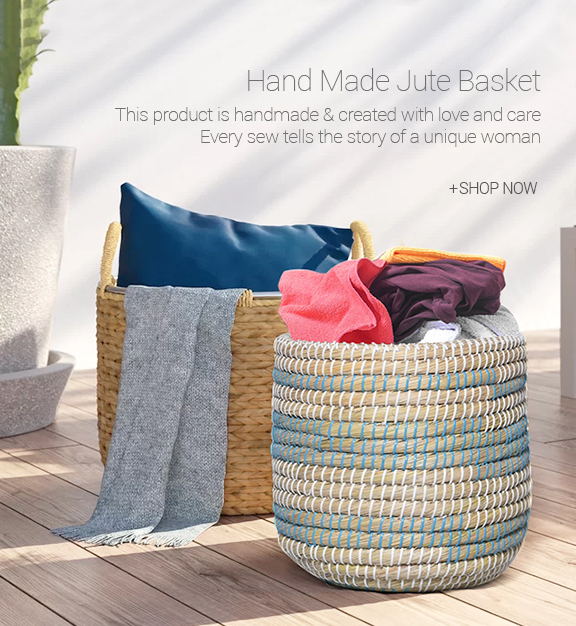 Hand Made Jute Basket
This product is handmade & created with love and care
Every sew tells the story of a unique woman
+SHOP NOW